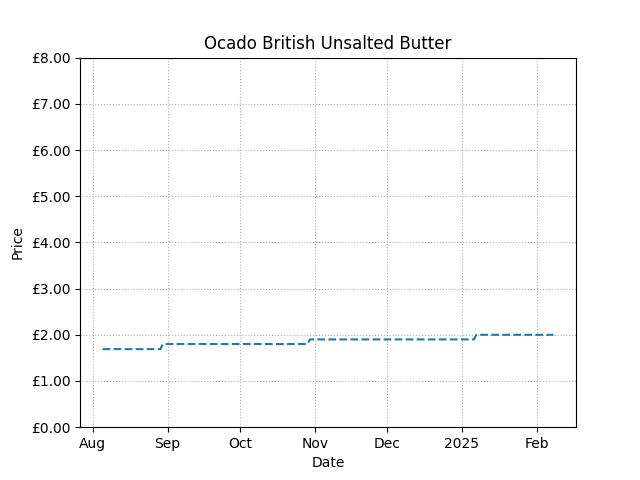 Ocado British Unsalted Butter
£8.00
£7.00
£6.00
£5.00
£4.00
£3.00
£2.00
£1.00
£0.00
Price
Aug Sep Oct Nov Dec 2025 Feb
Date